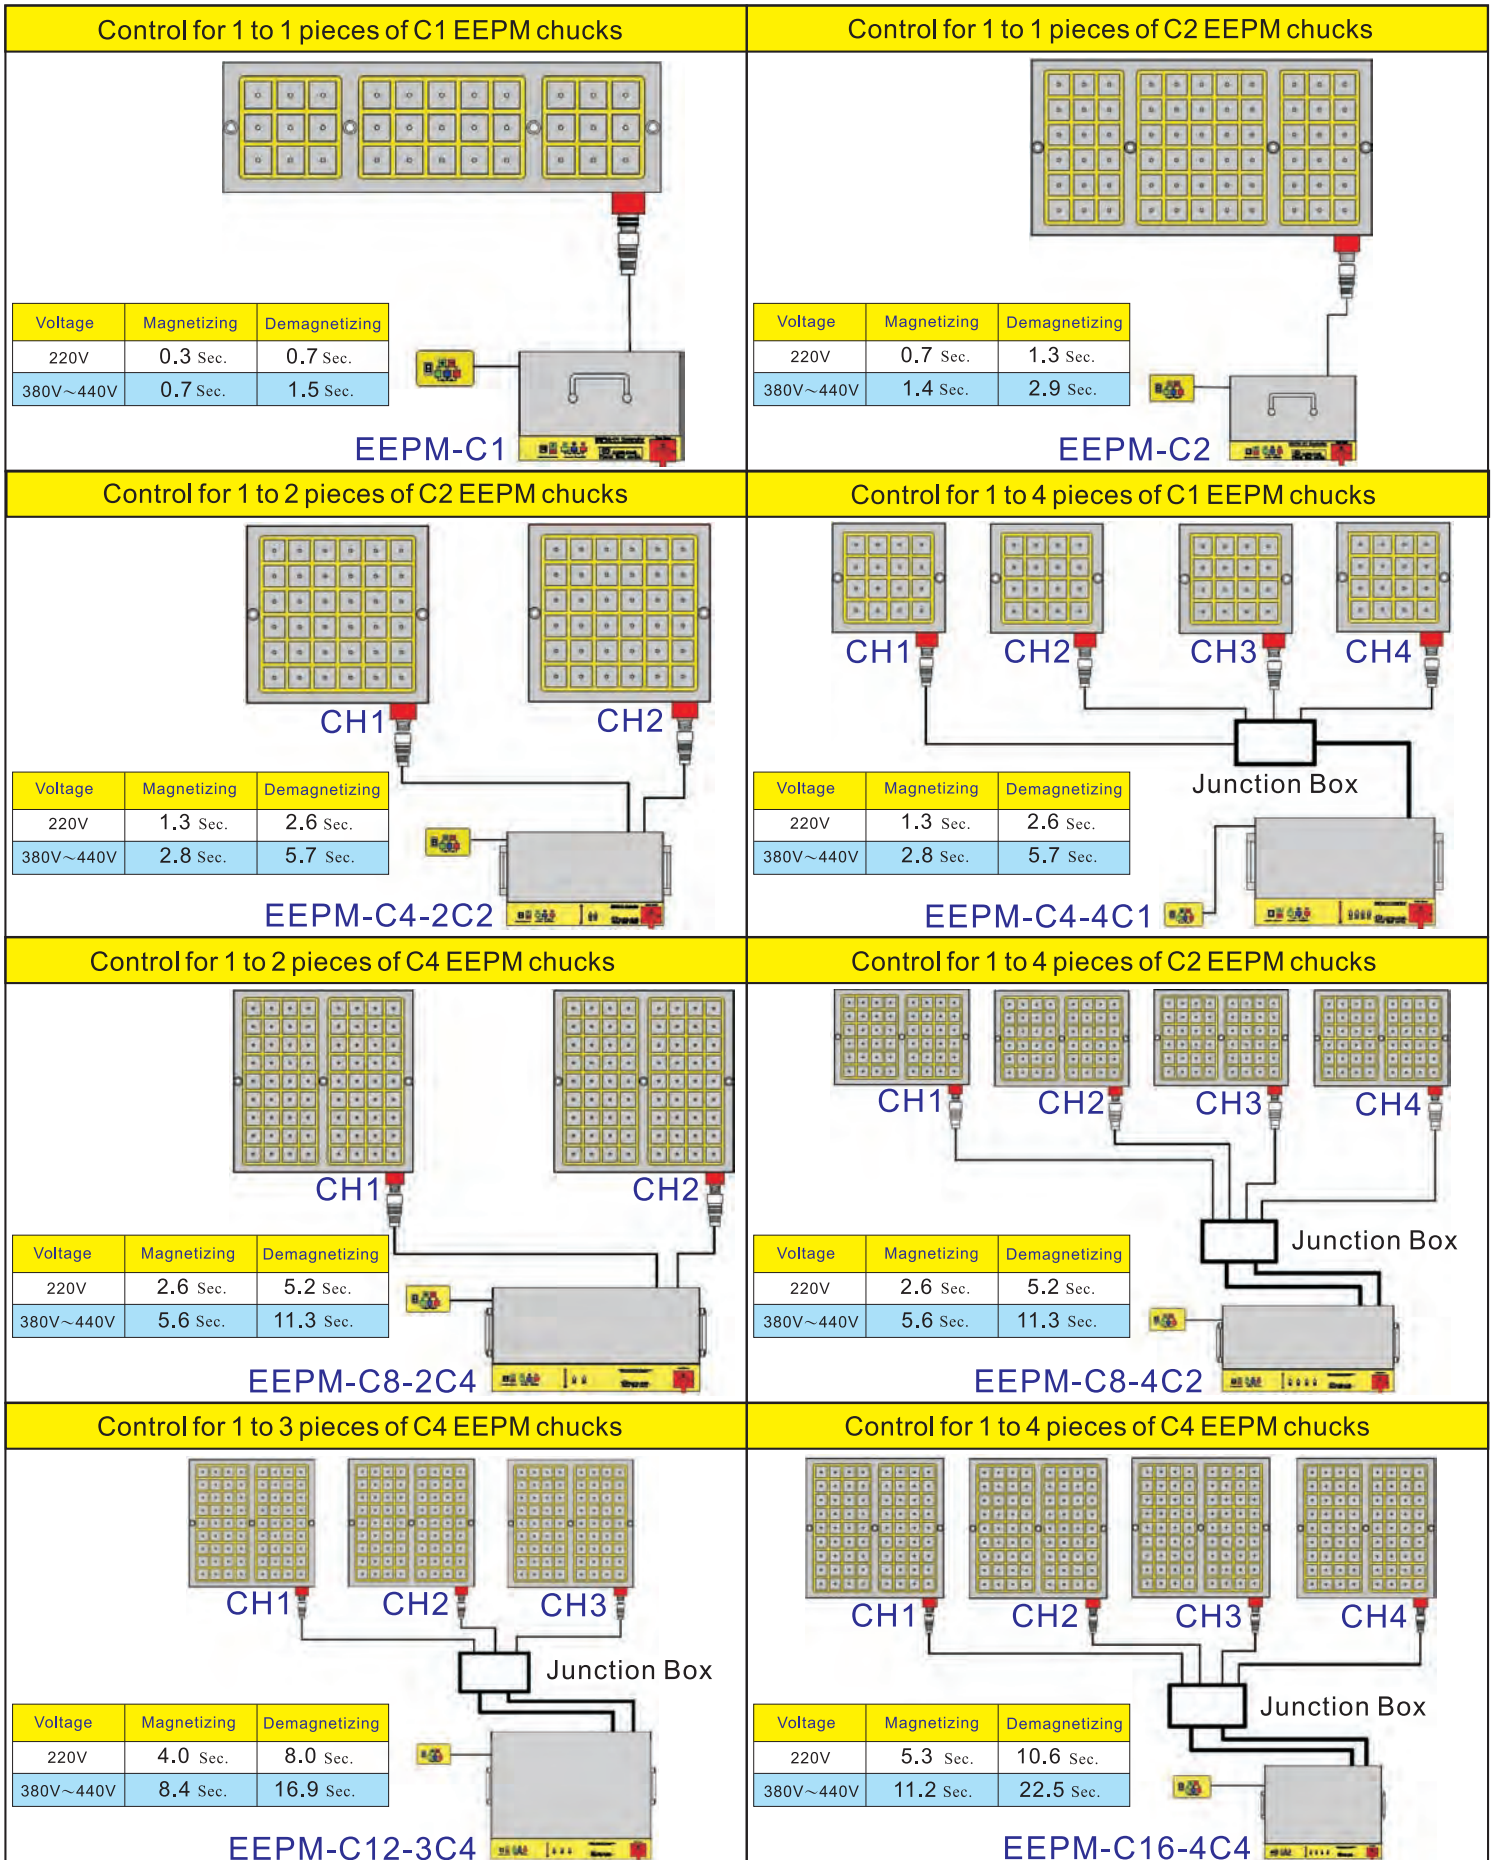 Control for 1 to 1 pieces of C1 EEPM chucks
Voltage Magnetizing Demagnetizing
220V 0.3 Sec. 0.7 Sec.
380V~440V 0.7 Sec. 1.5 Sec.
EEPM-C1
Control for 1 to 1 pieces of C2 EEPM chucks
Voltage Magnetizing Demagnetizing
220V 0.7 Sec. 1.3 Sec.
380V~440V 1.4 Sec. 2.9 Sec.
EEPM-C2
Control for 1 to 2 pieces of C2 EEPM chucks
CH1 CH2
Voltage Magnetizing Demagnetizing
220V 1.3 Sec. 2.6 Sec.
380V~440V 2.8 Sec. 5.7 Sec.
EEPM-C4-2C2
Control for 1 to 4 pieces of C1 EEPM chucks
CH1 CH2 CH3 CH4
Junction Box
Voltage Magnetizing Demagnetizing
220V 1.3 Sec. 2.6 Sec.
380V~440V 2.8 Sec. 5.7 Sec.
EEPM-C4-4C1
Control for 1 to 2 pieces of C4 EEPM chucks
CH1 CH2
Voltage Magnetizing Demagnetizing
220V 2.6 Sec. 5.2 Sec.
380V~440V 5.6 Sec. 11.3 Sec.
EEPM-C8-2C4
Control for 1 to 4 pieces of C2 EEPM chucks
CH1 CH2 CH3 CH4
Junction Box
Voltage Magnetizing Demagnetizing
220V 2.6 Sec. 5.2 Sec.
380V~440V 5.6 Sec. 11.3 Sec.
EEPM-C8-4C2
Control for 1 to 3 pieces of C4 EEPM chucks
CH1 CH2 CH3
Junction Box
Voltage Magnetizing Demagnetizing
220V 4.0 Sec. 8.0 Sec.
380V~440V 8.4 Sec. 16.9 Sec.
EEPM-C12-3C4
Control for 1 to 4 pieces of C4 EEPM chucks
CH1 CH2 CH3 CH4
Junction Box
Voltage Magnetizing Demagnetizing
220V 5.3 Sec. 10.6 Sec.
380V~440V 11.2 Sec. 22.5 Sec.
EEPM-C16-4C4